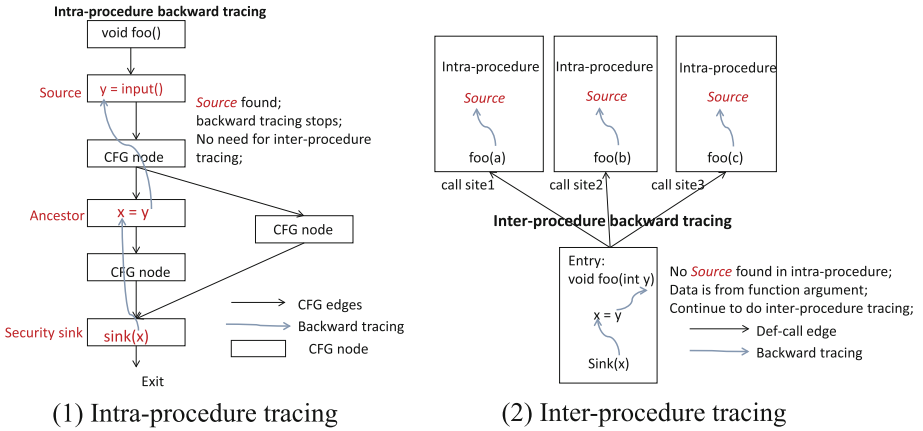 Intra-procedure backward tracing
void foo()
Source
y = input()
Source found;
backward tracing stops;
No need for inter-procedure
tracing;
CFG node
Ancestor
x = y
CFG node
CFG node
CFG edges
Backward tracing
CFG node
Security sink
sink(x)
Exit
(1) Intra-procedure tracing
Intra-procedure
Source
foo(a)
call site1
Intra-procedure
Source
foo(b)
call site2
Intra-procedure
Source
foo(c)
call site3
Inter-procedure backward tracing
Entry:
void foo(int y)
x = y
Sink(x)
No Source found in intra-procedure;
Data is from function argument;
Continue to do inter-procedure tracing;
Def-call edge
Backward tracing
(2) Inter-procedure tracing